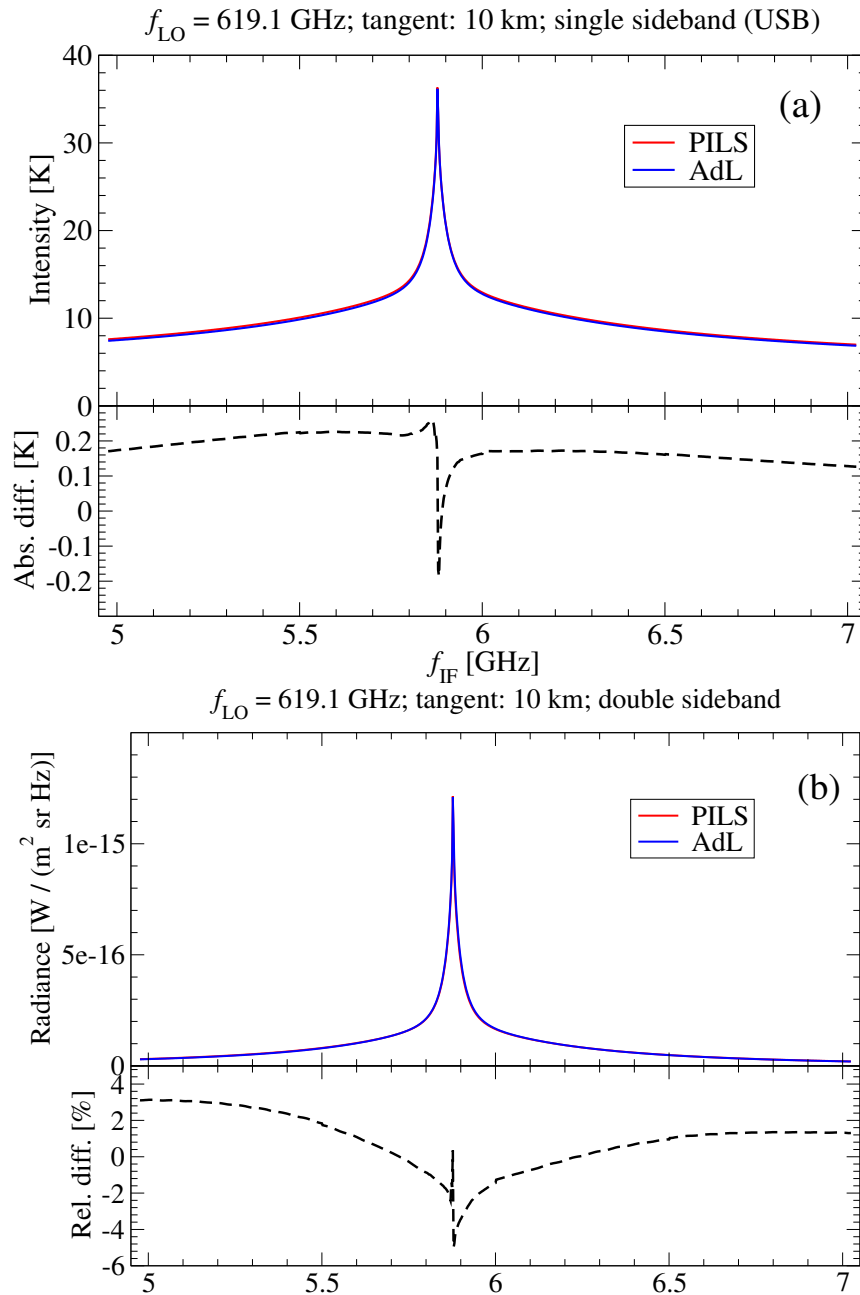 f_LO = 619.1 GHz; tangent: 10 km; single sideband (USB)
40
30
20
10
0
Intensity [K]
(a)
PILS
AdL
0
0.2
0.1
0
-0.1
-0.2
Abs. diff. [K]
5
5.5
6
6.5
7
f_IF [GHz]
f_LO = 619.1 GHz; tangent: 10 km; double sideband
1e-15
5e-16
0
Radiance [W / (m² sr Hz)]
(b)
PILS
AdL
4
2
0
-2
-4
-6
Rel. diff. [%]
5
5.5
6
6.5
7